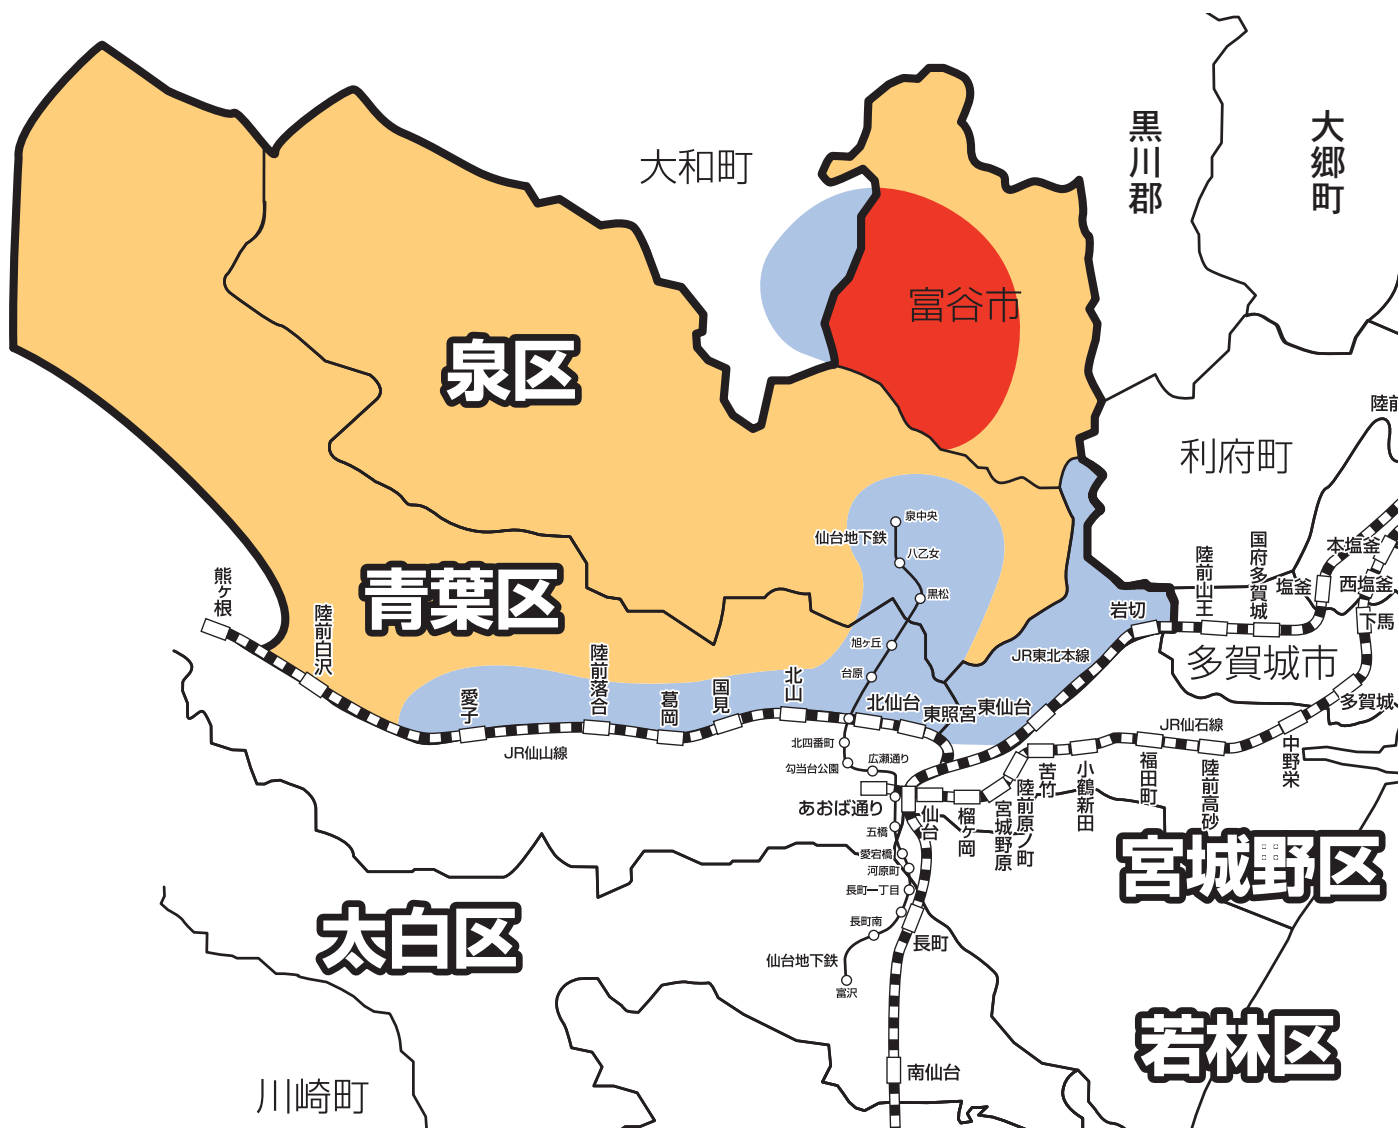 大和町
黒川郡
大郷町
富谷市
泉区
利府町
陸前
泉中央
仙台地下鉄
八乙女
黒松
青葉区
熊ヶ根
陸前白沢
旭ヶ丘
台原
愛子
陸前落合
葛岡
国見
北山
北仙台
東照宮
東仙台
JR東北本線
岩切
陸前山王
国府多賀城
塩釜
本塩釜
西塩釜
下馬
多賀城市
多賀城
JR仙山線
北四番町
勾当台公園
広瀬通り
あおば通り
仙台
榴ヶ岡
宮城野原
陸前原ノ町
苦竹
小鶴新田
福田町
陸前高砂
中野栄
JR仙石線
五橋
愛宕橋
河原町
長町一丁目
長町南
長町
仙台地下鉄
富沢
宮城野区
太白区
若林区
南仙台
川崎町